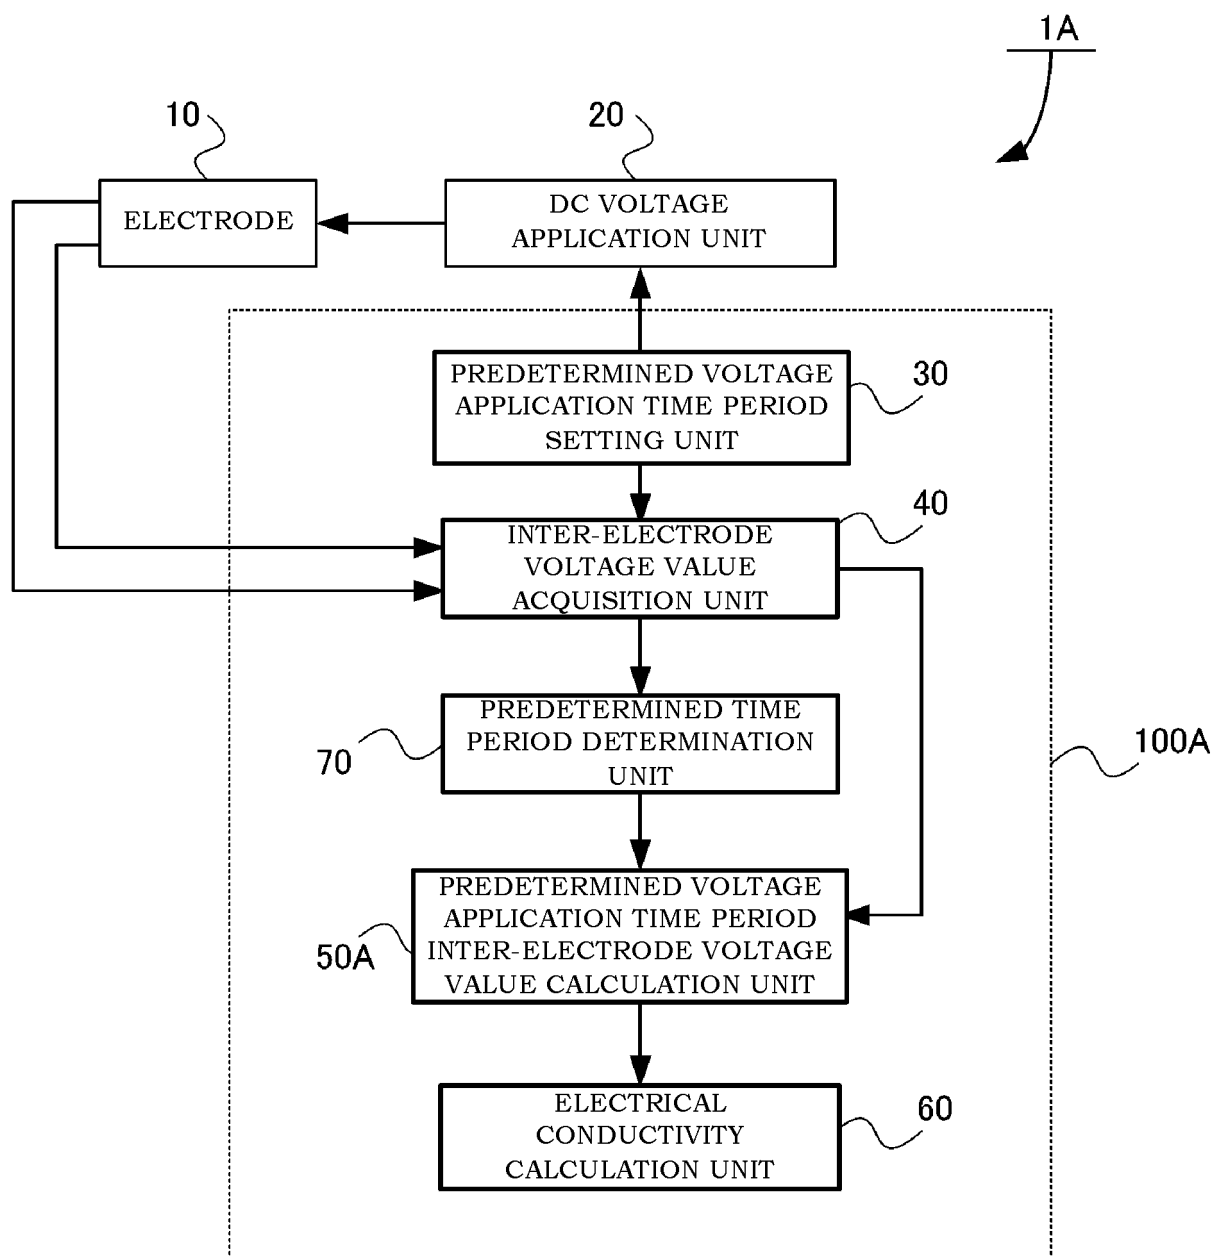 1A
10
20
ELECTRODE
DC VOLTAGE
APPLICATION UNIT
PREDETERMINED VOLTAGE
APPLICATION TIME PERIOD
SETTING UNIT
30
40
INTER-ELECTRODE
VOLTAGE VALUE
ACQUISITION UNIT
PREDETERMINED TIME
PERIOD DETERMINATION
UNIT
70
100A
PREDETERMINED VOLTAGE
APPLICATION TIME PERIOD
INTER-ELECTRODE VOLTAGE
VALUE CALCULATION UNIT
50A
ELECTRICAL
CONDUCTIVITY
CALCULATION UNIT
60